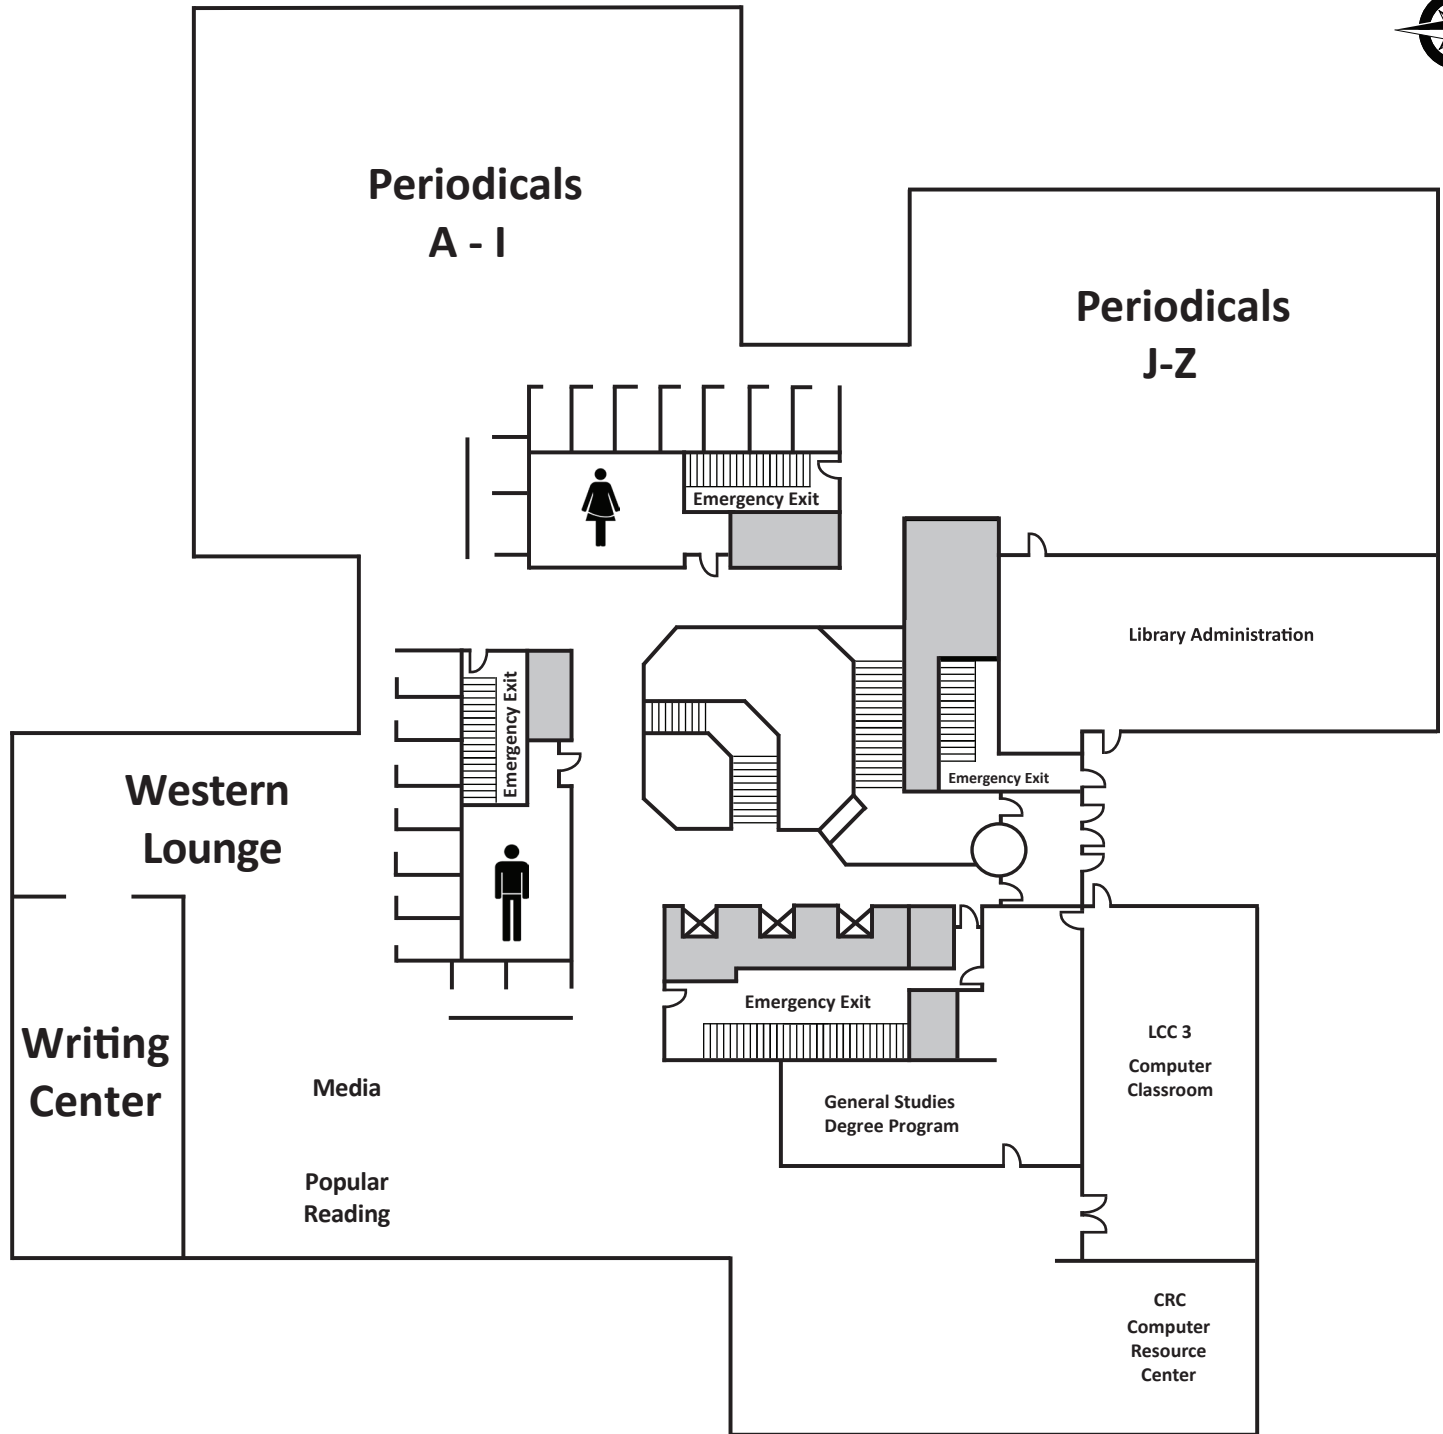 Periodicals
A - I
Periodicals
J-Z
Emergency Exit
Library Administration
Emergency Exit
Emergency Exit
Western
Lounge
Writing
Center
Emergency Exit
Media
Popular
Reading
General Studies
Degree Program
LCC 3
Computer
Classroom
CRC
Computer
Resource
Center